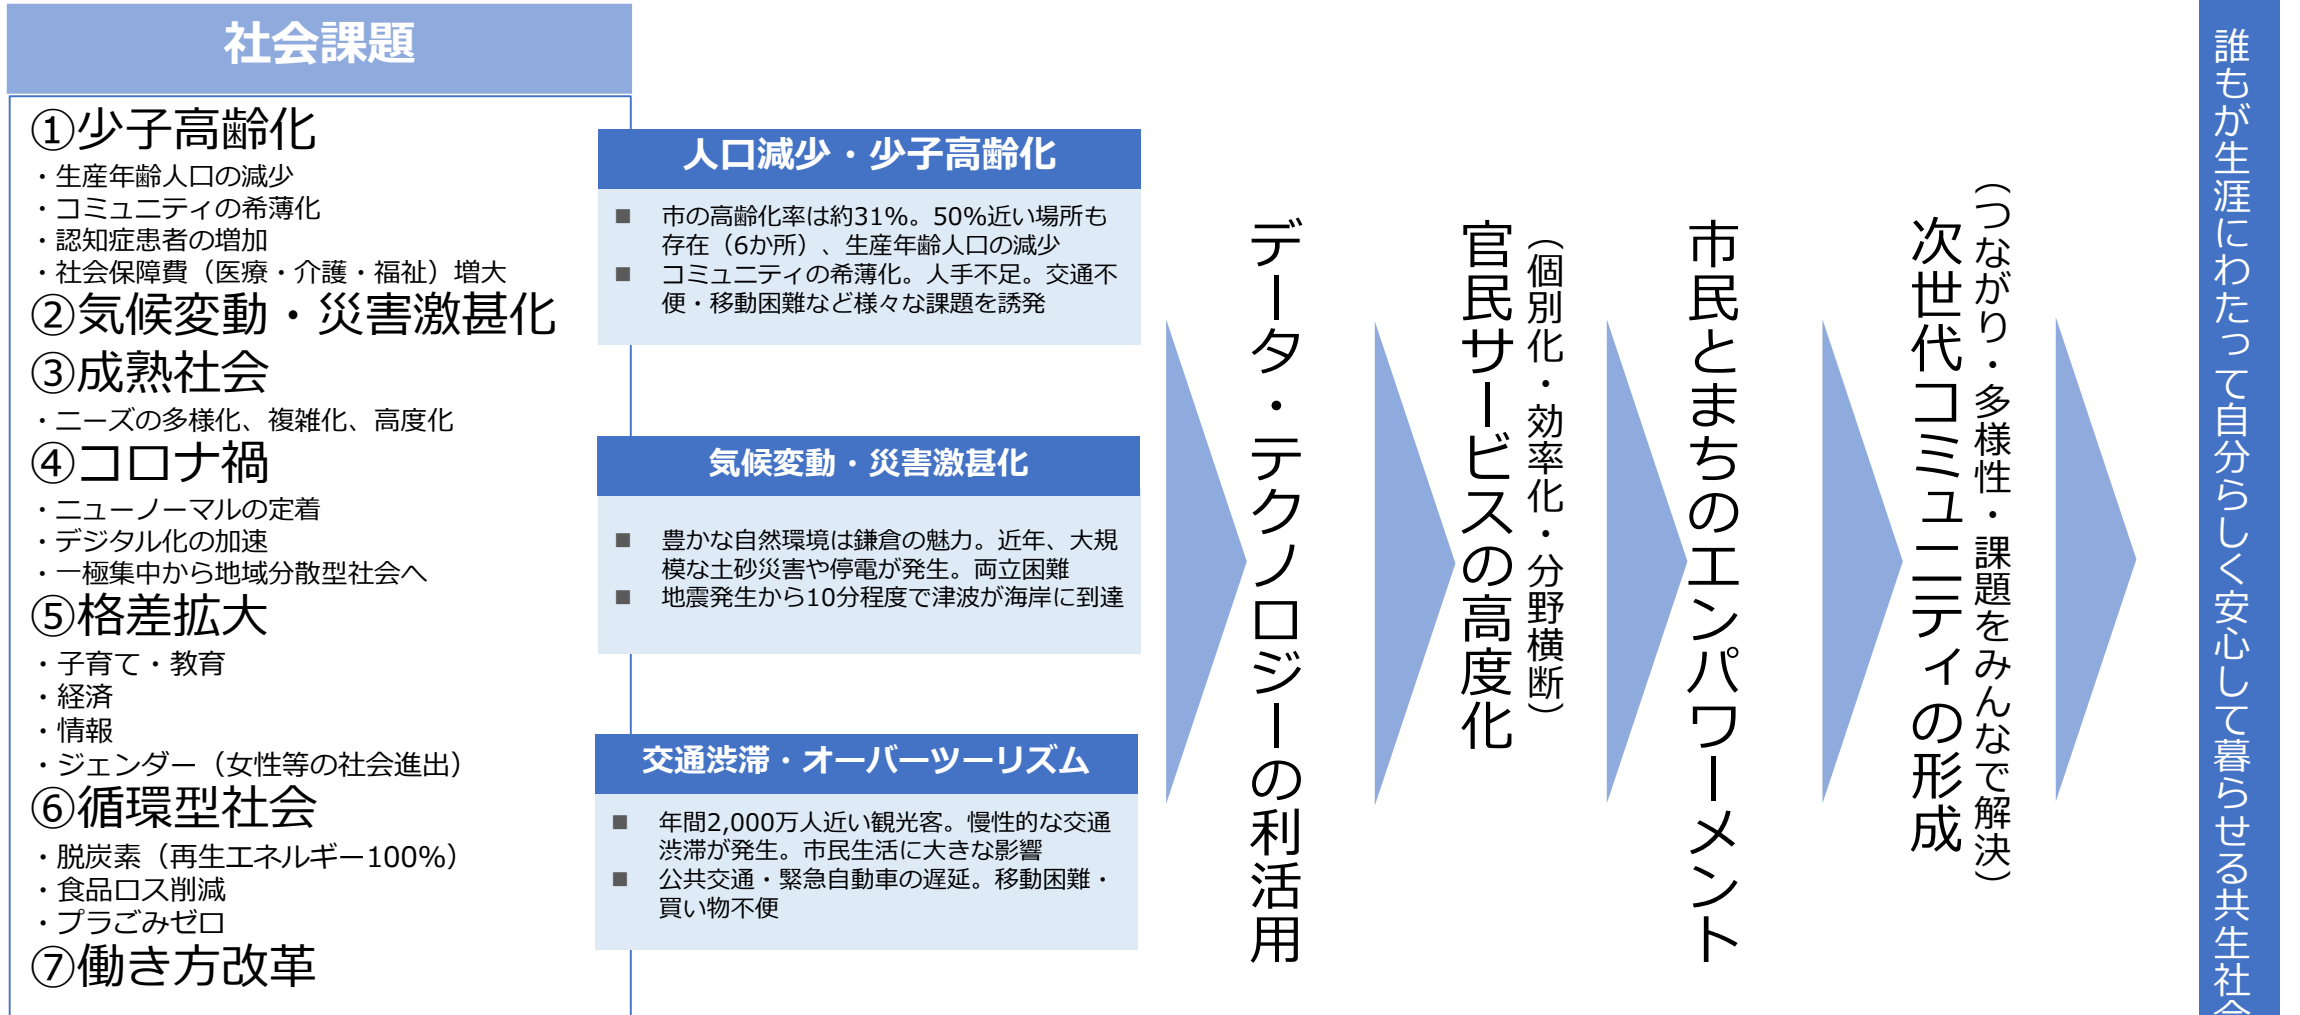 社会課題
①少子高齢化
・生産年齢人口の減少
・コミュニティの希薄化
・認知症患者の増加
・社会保障費（医療・介護・福祉）増大
②気候変動・災害激甚化
③成熟社会
・ニーズの多様化、複雑化、高度化
④コロナ禍
・ニューノーマルの定着
・デジタル化の加速
・一極集中から地域分散型社会へ
⑤格差拡大
・子育て・教育
・経済
・情報
・ジェンダー（女性等の社会進出）
⑥循環型社会
・脱炭素（再生エネルギー100%）
・食品ロス削減
・プラごみゼロ
⑦働き方改革
人口減少・少子高齢化
■ 市の高齢化率は約31%。50%近い場所も
存在（6か所）、生産年齢人口の減少
■ コミュニティの希薄化。人手不足。交通不
便・移動困難など様々な課題を誘発
気候変動・災害激甚化
■ 豊かな自然環境は鎌倉の魅力。近年、大規
模な土砂災害や停電が発生。両立困難
■ 地震発生から10分程度で津波が海岸に到達
交通渋滞・オーバーツーリズム
■ 年間2,000万人近い観光客。慢性的な交通
渋滞が発生。市民生活に大きな影響
■ 公共交通・緊急自動車の遅延。移動困難・
買い物不便
データ・テクノロジーの利活用
官民サービスの高度化
（個別化・効率化・分野横断）
市民とまちのエンパワーメント
次世代コミュニティの形成
（つながり・多様性・課題をみんなで解決）
誰もが生涯にわたって自分らしく安心して暮らせる共生社会